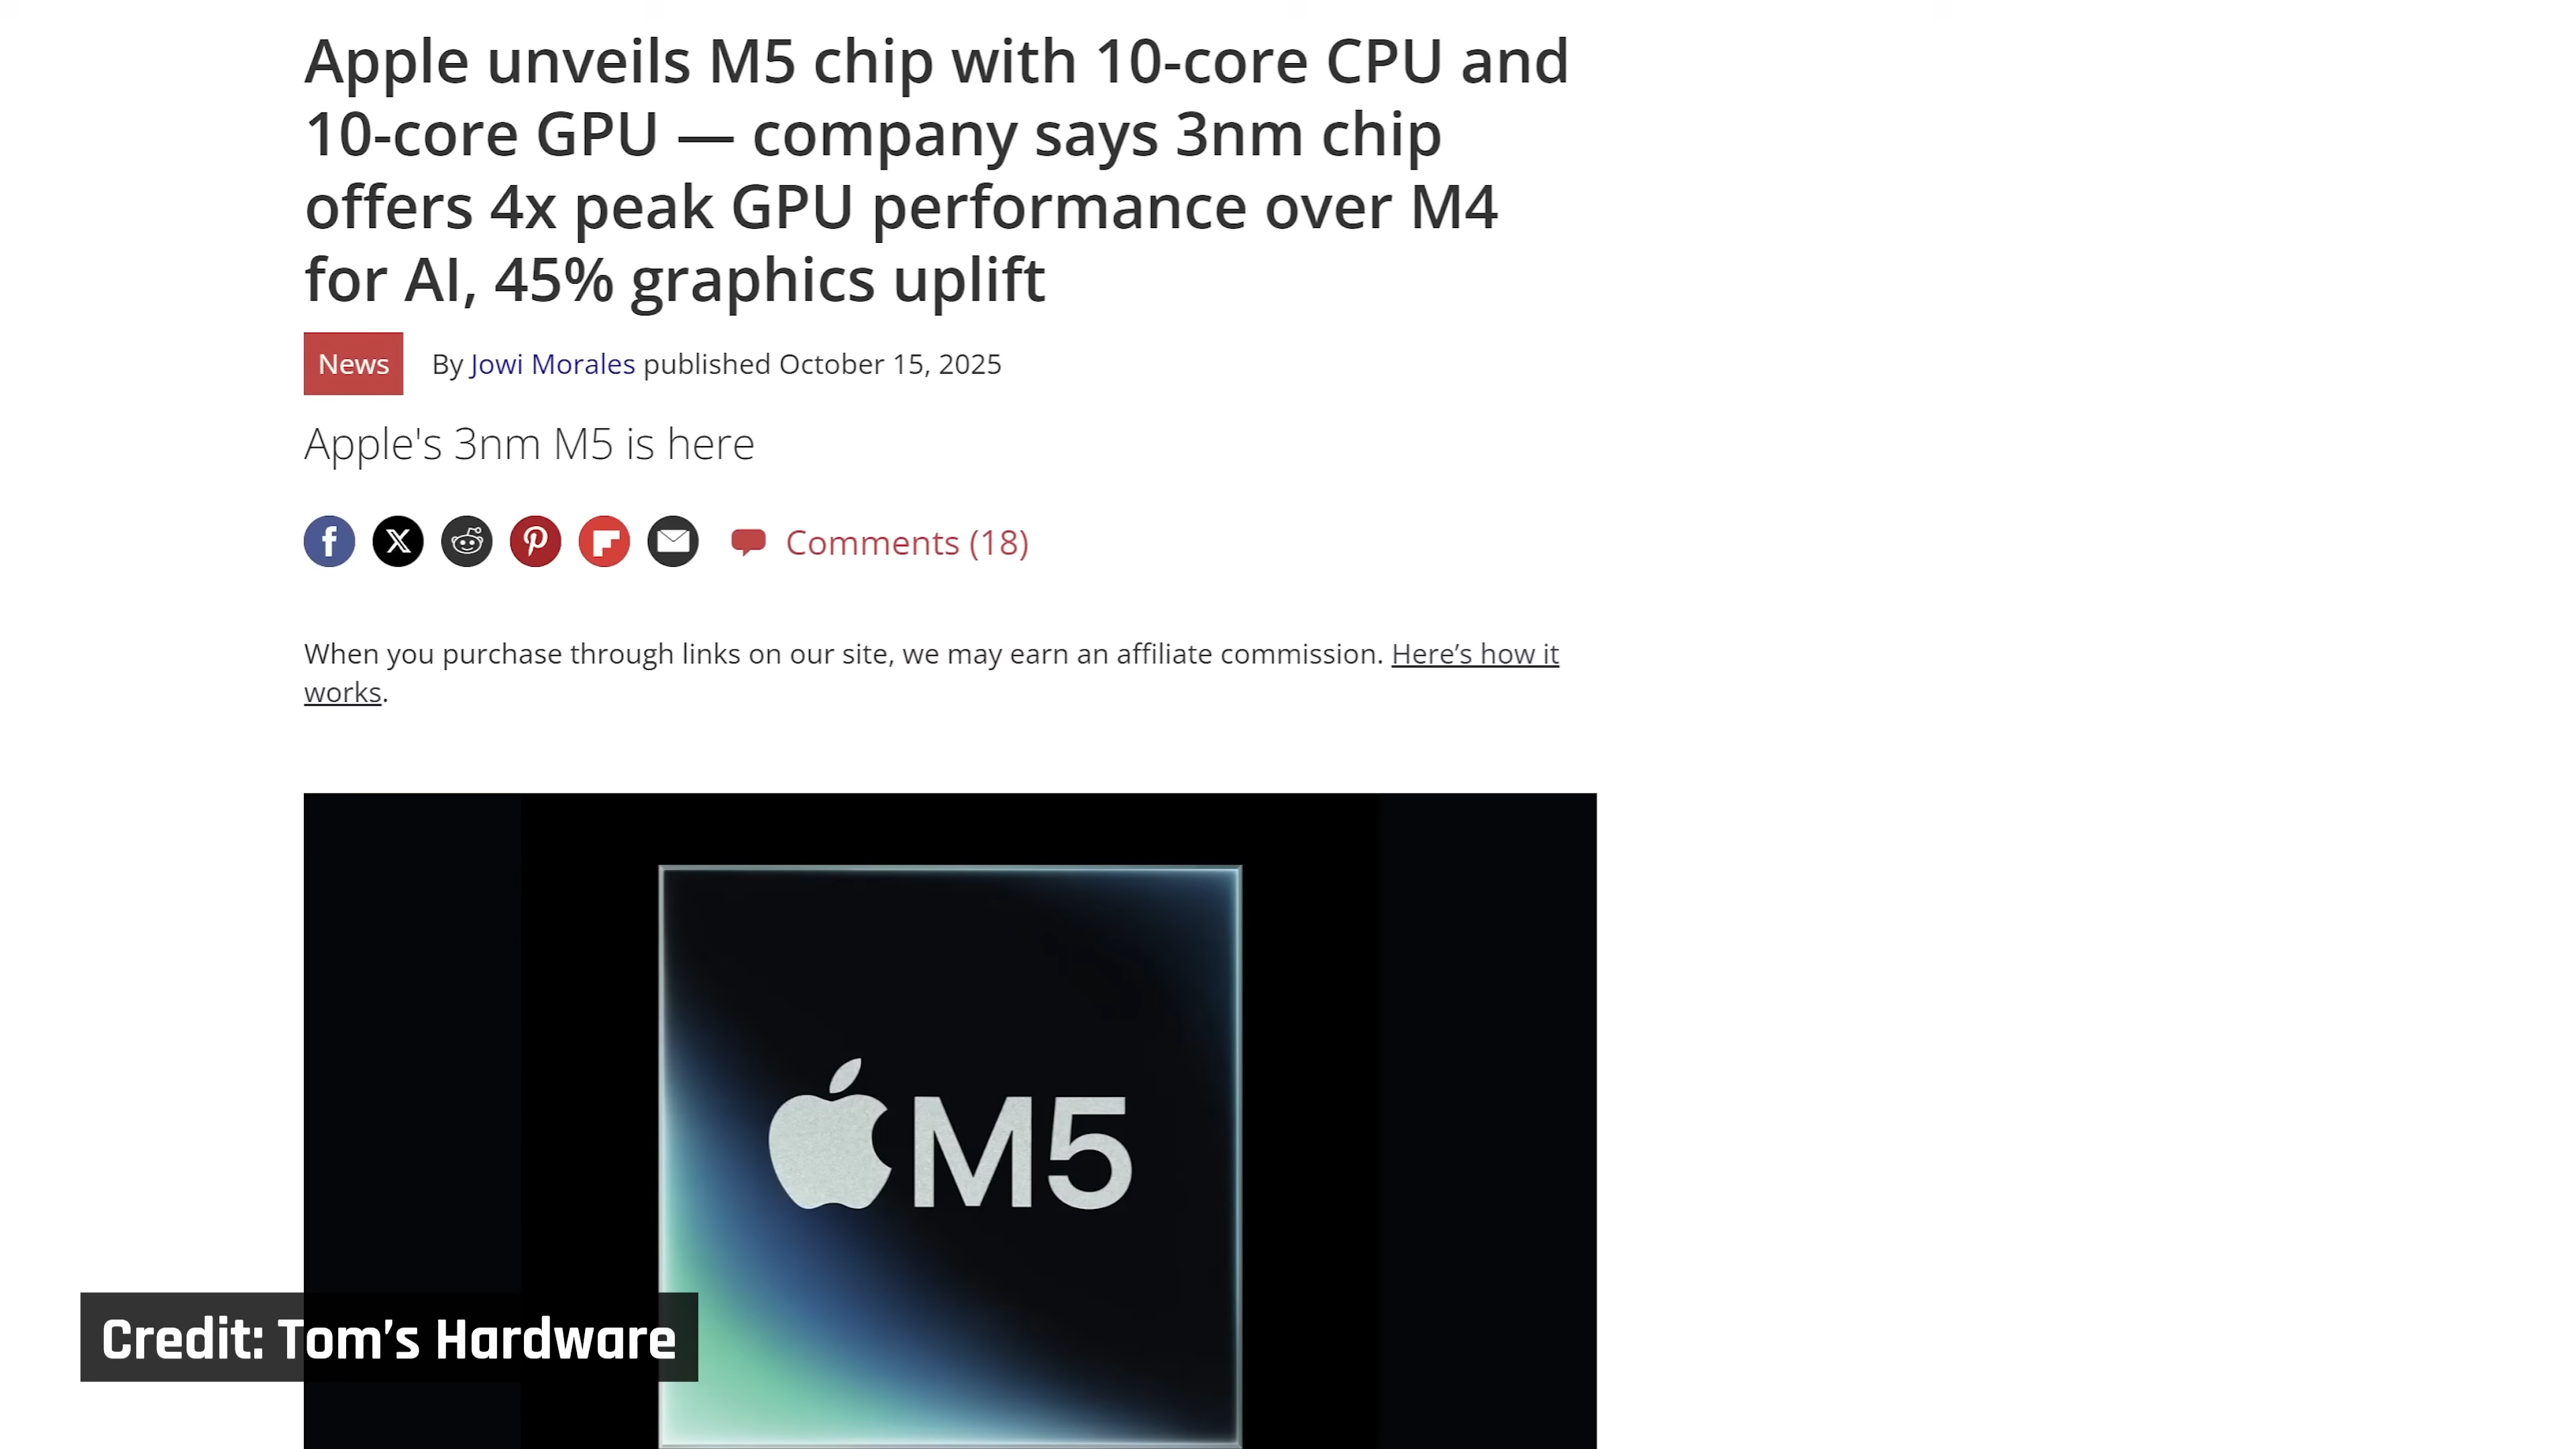 Apple unveils M5 chip with 10-core CPU and
10-core GPU — company says 3nm chip
offers 4x peak GPU performance over M4
for AI, 45% graphics uplift
News By Jowi Morales published October 15, 2025
Apple's 3nm M5 is here
Comments (18)
When you purchase through links on our site, we may earn an affiliate commission. Here’s how it
works.
M5
Credit: Tom’s Hardware